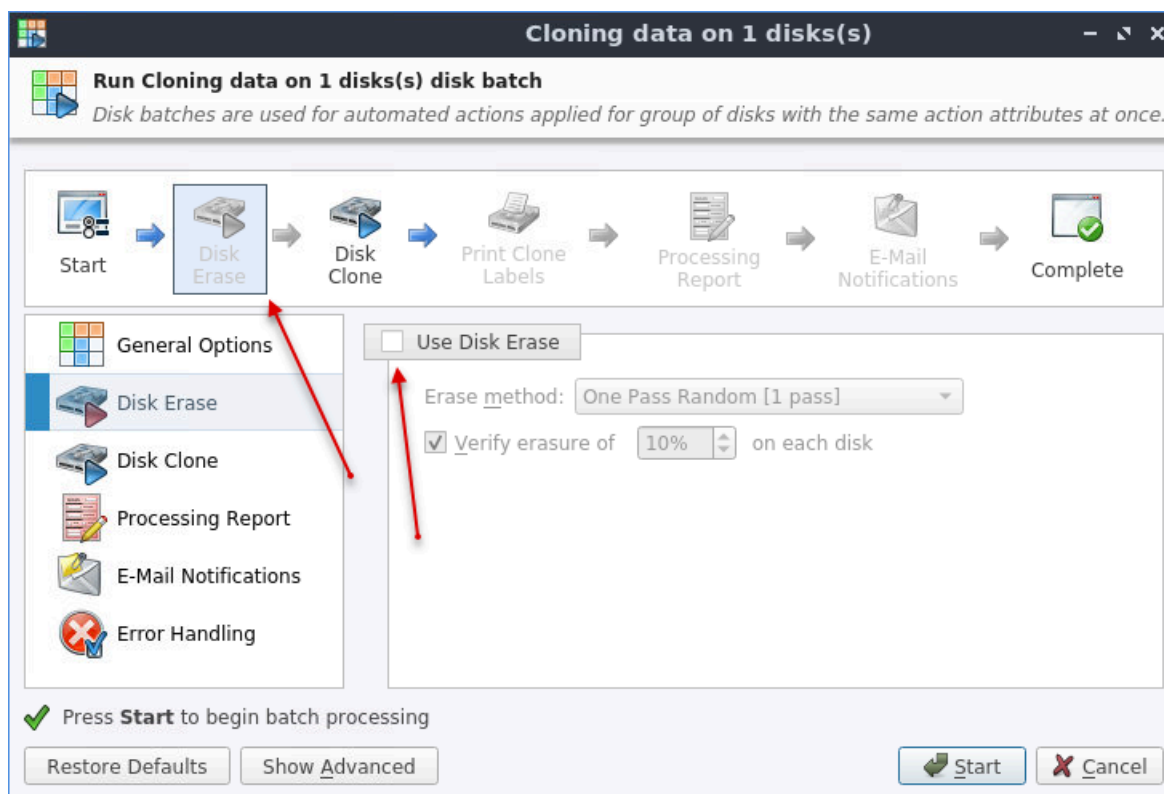 Cloning data on 1 disks(s)
Run Cloning data on 1 disks(s) disk batch
Disk batches are used for automated actions applied for group of disks with the same action attributes at once.
Start
Disk
Erase
Disk
Clone
Print Clone
Labels
Processing
Report
E-Mail
Notifications
Complete
General Options
Disk Erase
Disk Clone
Processing Report
E-Mail Notifications
Error Handling
Use Disk Erase
Erase method: One Pass Random [1 pass]
Verify erasure of 10% on each disk
Press Start to begin batch processing
Restore Defaults
Show Advanced
Start
Cancel